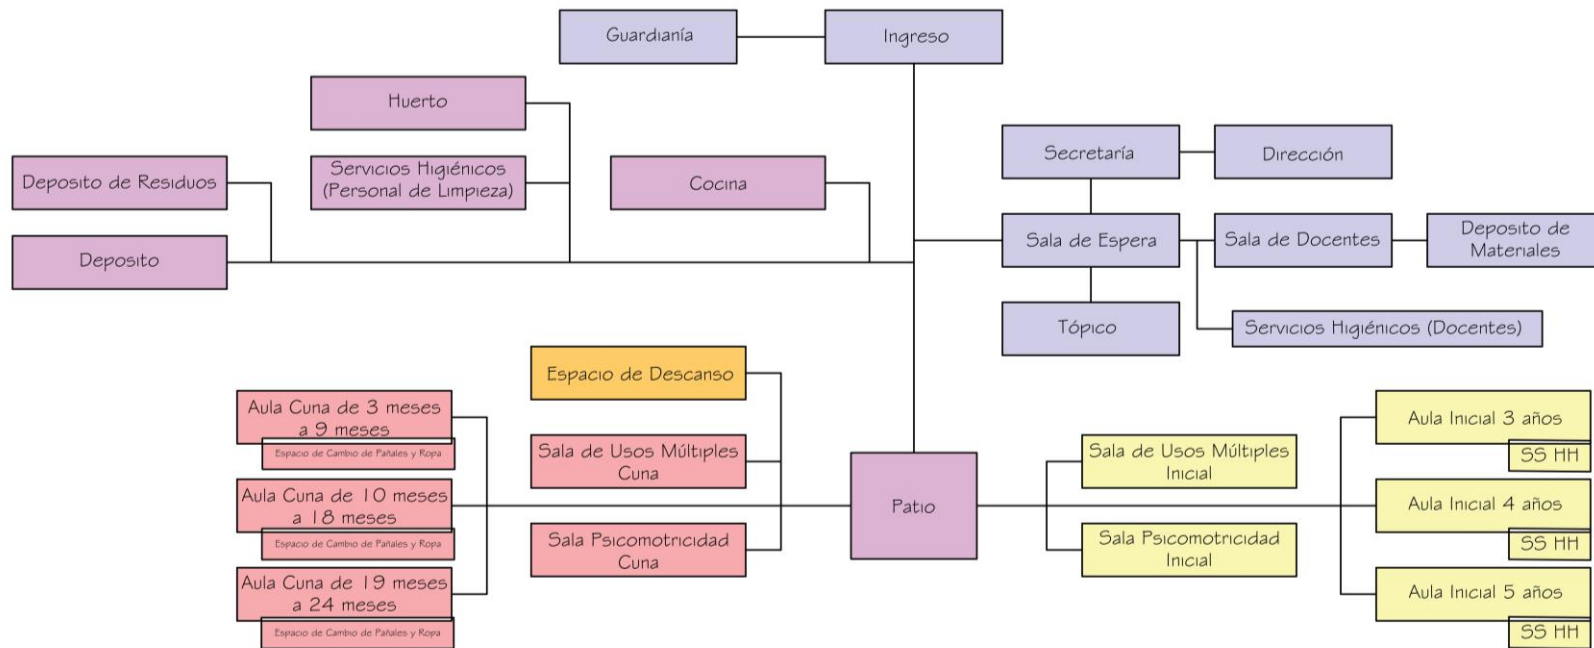 Guardianía
Ingreso
Huerto
Servicios Higiénicos
(Personal de Limpieza)
Deposito de Residuos
Deposito
Cocina
Secretaría
Dirección
Sala de Espera
Sala de Docentes
Deposito de
Materiales
Tópico
Servicios Higiénicos (Docentes)
Espacio de Descanso
Aula Cuna de 3 meses
a 9 meses
Espacio de Cambio de Pañales y Ropa
Sala de Usos Múltiples
Cuna
Aula Cuna de 10 meses
a 18 meses
Espacio de Cambio de Pañales y Ropa
Sala Psicomotricidad
Cuna
Aula Cuna de 19 meses
a 24 meses
Espacio de Cambio de Pañales y Ropa
Patio
Sala de Usos Múltiples
Inicial
Sala Psicomotricidad
Inicial
Aula Inicial 3 años
SS HH
Aula Inicial 4 años
SS HH
Aula Inicial 5 años
SS HH